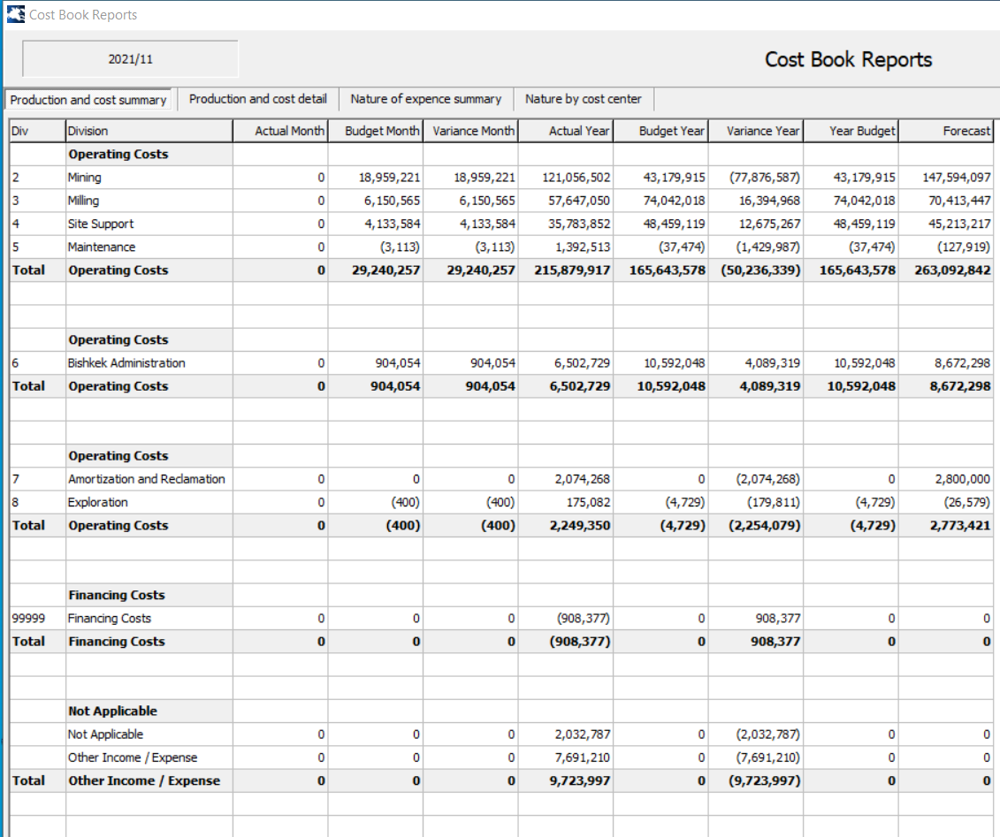 Cost Book Reports
2021/11
Cost Book Reports
Production and cost summary Production and cost detail Nature of expence summary Nature by cost center
Div Division Actual Month Budget Month Variance Month Actual Year Budget Year Variance Year Year Budget Forecast
Operating Costs
2 Mining 0 18,959,221 18,959,221 121,056,502 43,179,915 (77,876,587) 43,179,915 147,594,097
3 Milling 0 6,150,565 6,150,565 57,647,050 74,042,018 16,394,968 74,042,018 70,413,447
4 Site Support 0 4,133,584 4,133,584 35,783,852 48,459,119 12,675,267 48,459,119 45,213,217
5 Maintenance 0 (3,113) (3,113) 1,392,513 (37,474) (1,429,987) (37,474) (127,919)
Total Operating Costs 0 29,240,257 29,240,257 215,879,917 165,643,578 (50,236,339) 165,643,578 263,092,842
Operating Costs
6 Bishkek Administration 0 904,054 904,054 6,502,729 10,592,048 4,089,319 10,592,048 8,672,298
Total Operating Costs 0 904,054 904,054 6,502,729 10,592,048 4,089,319 10,592,048 8,672,298
Operating Costs
7 Amortization and Reclamation 0 0 0 2,074,268 0 (2,074,268) 0 2,800,000
8 Exploration 0 (400) (400) 175,082 (4,729) (179,811) (4,729) (26,579)
Total Operating Costs 0 (400) (400) 2,249,350 (4,729) (2,254,079) (4,729) 2,773,421
Financing Costs
99999 Financing Costs 0 0 0 (908,377) 0 908,377 0 0
Total Financing Costs 0 0 0 (908,377) 0 908,377 0 0
Not Applicable
Not Applicable 0 0 0 2,032,787 0 (2,032,787) 0 0
Other Income / Expense 0 0 0 7,691,210 0 (7,691,210) 0 0
Total Other Income / Expense 0 0 0 9,723,997 0 (9,723,997) 0 0